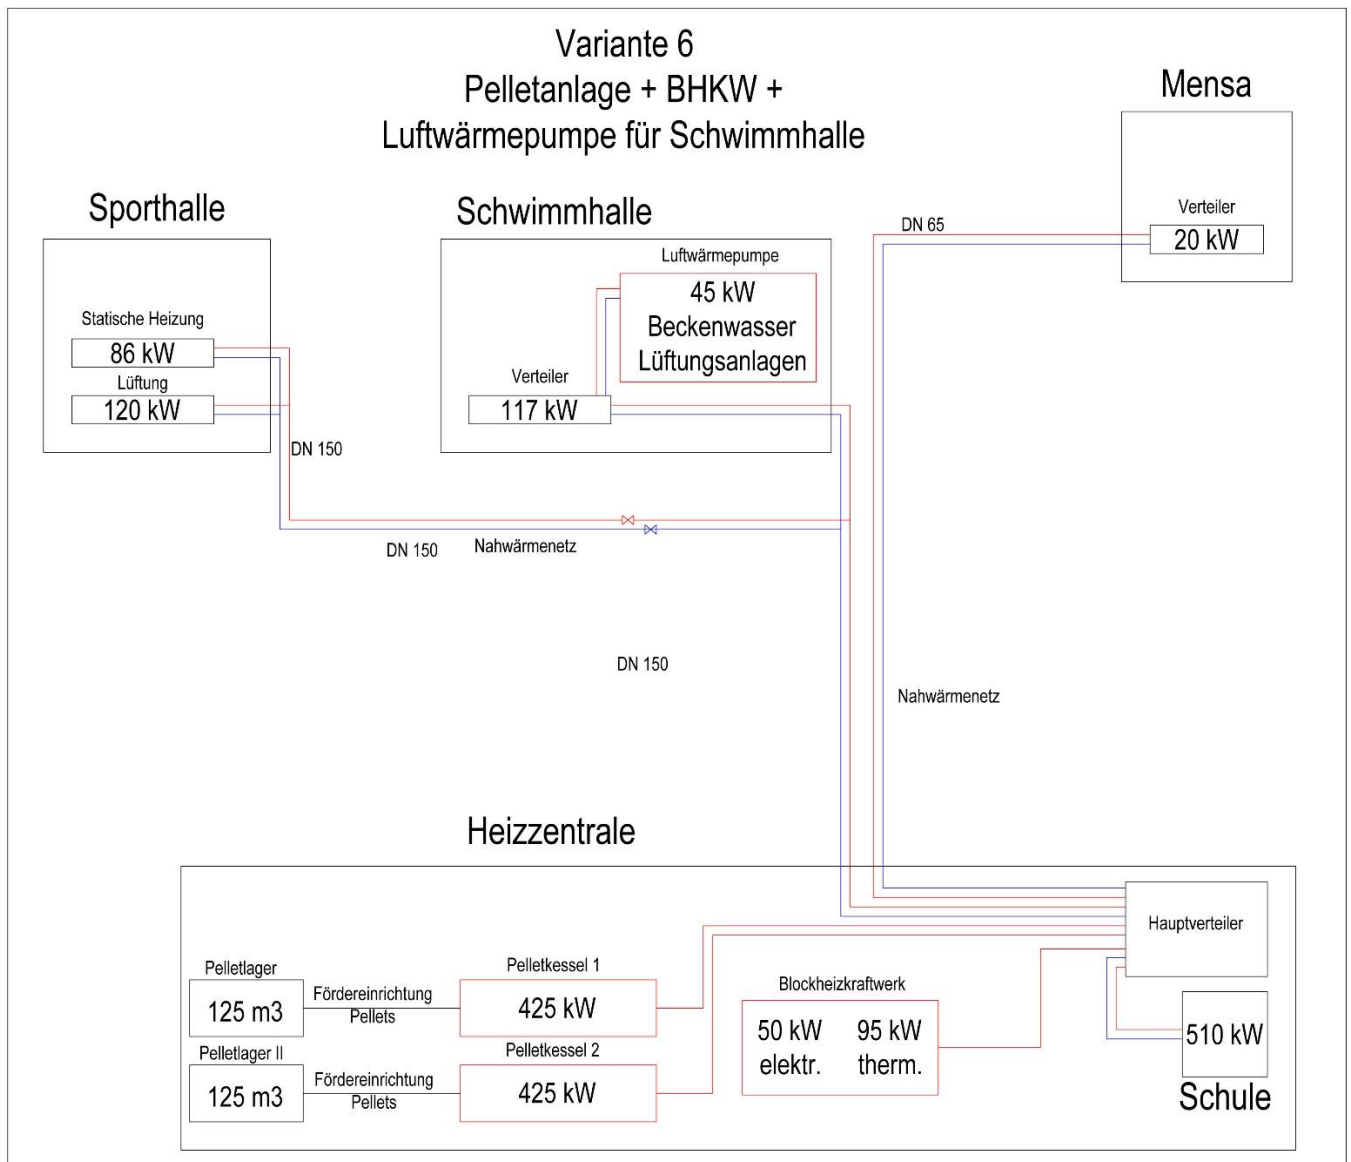 Variante 6
Pelletanlage + BHKW +
Luftwärmepumpe für Schwimmhalle
Mensa
Verteiler
20 kW
DN 65
Sporthalle
Statische Heizung
86 kW
Lüftung
120 kW
DN 150
Schwimmhalle
Luftwärmepumpe
45 kW
Beckenwasser
Lüftungsanlagen
Verteiler
117 kW
DN 150
Nahwärmenetz
DN 150
Nahwärmenetz
Heizzentrale
Hauptverteiler
Pelletlager
125 m3
Fördereinrichtung
Pellets
Pelletkessel 1
425 kW
Pelletlager II
125 m3
Fördereinrichtung
Pellets
Pelletkessel 2
425 kW
Blockheizkraftwerk
50 kW 95 kW
elektr. therm.
510 kW
Schule